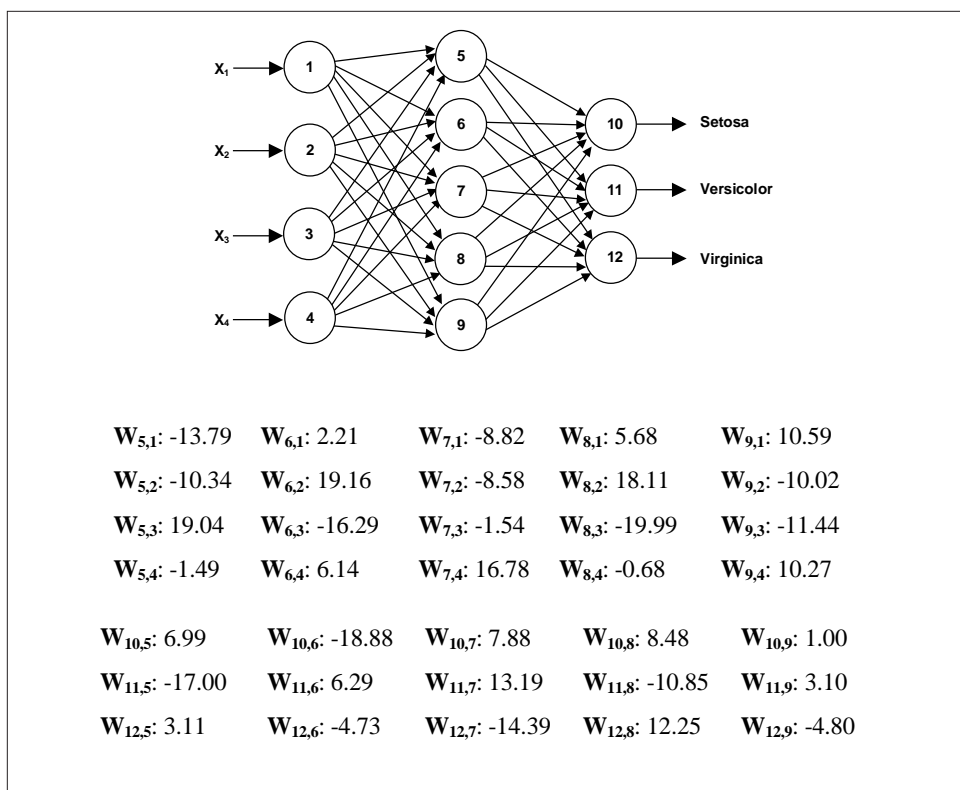 X₁ 1 5
6 10 Setosa
X₂ 2
7 11 Versicolor
X₃ 3
8 12 Virginica
X₄ 4 9
W₅,₁: -13.79 W₆,₁: 2.21 W₇,₁: -8.82 W₈,₁: 5.68 W₉,₁: 10.59
W₅,₂: -10.34 W₆,₂: 19.16 W₇,₂: -8.58 W₈,₂: 18.11 W₉,₂: -10.02
W₅,₃: 19.04 W₆,₃: -16.29 W₇,₃: -1.54 W₈,₃: -19.99 W₉,₃: -11.44
W₅,₄: -1.49 W₆,₄: 6.14 W₇,₄: 16.78 W₈,₄: -0.68 W₉,₄: 10.27
W₁₀,₅: 6.99 W₁₀,₆: -18.88 W₁₀,₇: 7.88 W₁₀,₈: 8.48 W₁₀,₉: 1.00
W₁₁,₅: -17.00 W₁₁,₆: 6.29 W₁₁,₇: 13.19 W₁₁,₈: -10.85 W₁₁,₉: 3.10
W₁₂,₅: 3.11 W₁₂,₆: -4.73 W₁₂,₇: -14.39 W₁₂,₈: 12.25 W₁₂,₉: -4.80